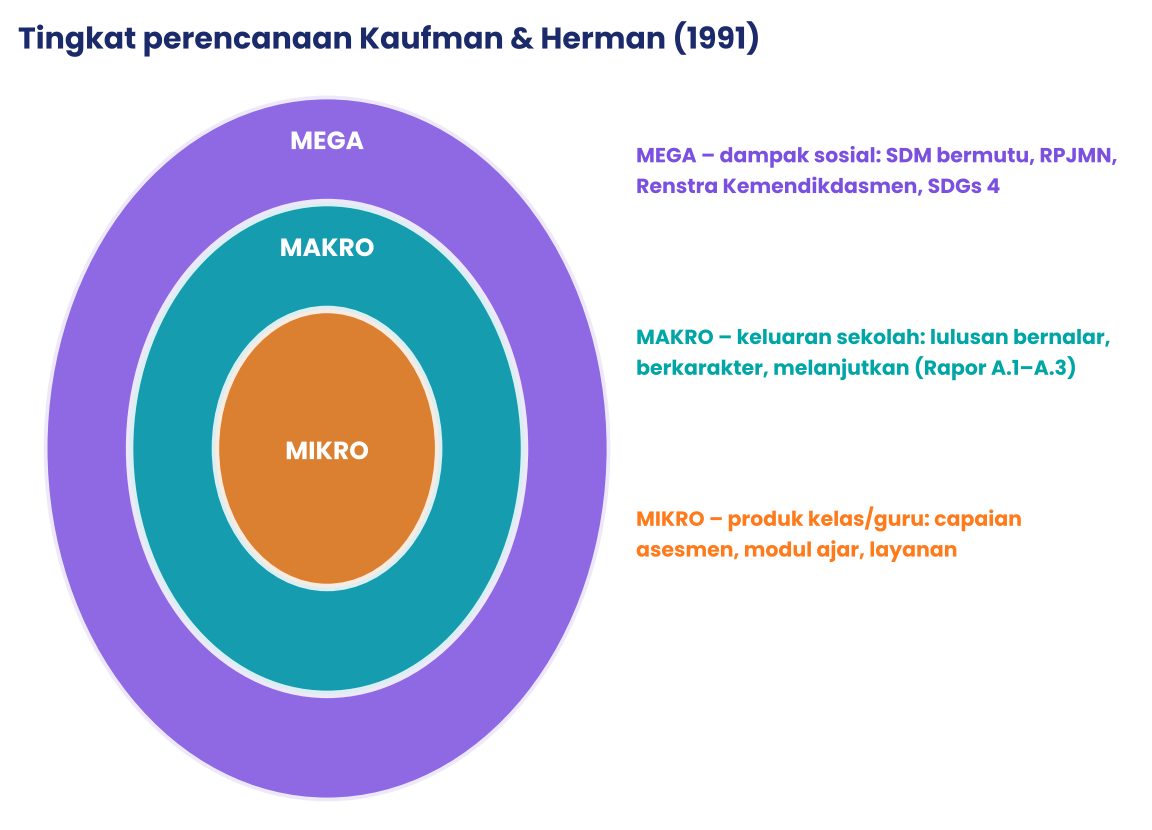 Tingkat perencanaan Kaufman & Herman (1991)
MEGA
MEGA – dampak sosial: SDM bermutu, RPJMN,
Renstra Kemendikdasmen, SDGs 4
MAKRO
MAKRO – keluaran sekolah: lulusan bernalar,
berkarakter, melanjutkan (Rapor A.1–A.3)
MIKRO
MIKRO – produk kelas/guru: capaian
asesmen, modul ajar, layanan